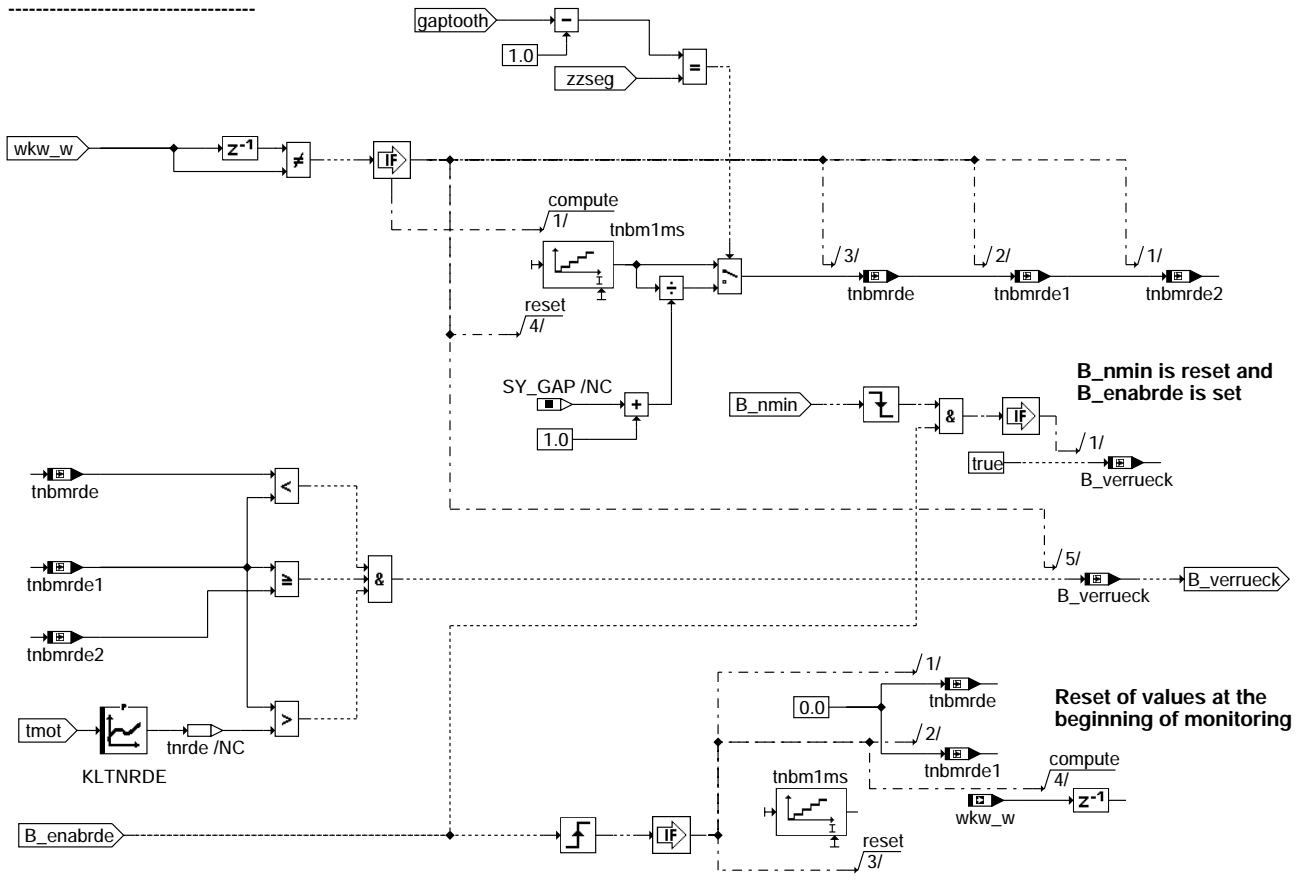 gaptooth
−
1.0
=
zzseg
wkw_w
z-1
≠
IF
compute
1/
tnbm1ms
3/
2/
1/
÷
tnbmrde
tnbmrde1
tnbmrde2
reset
4/
SY_GAP /NC
+
1.0
B_nmin is reset and
B_enabrde is set
B_nmin
&
IF
1/
true
B_verrueck
tnbmrde
<
tnbmrde1
≥
&
5/
B_verrueck
B_verrueck
tnbmrde2
tmot
P
tnrde /NC
>
KLTNRDE
1/
0.0
tnbmrde
Reset of values at the
beginning of monitoring
2/
tnbmrde1
tnbm1ms
compute
4/
wkw_w
z-1
B_enabrde
IF
reset
3/